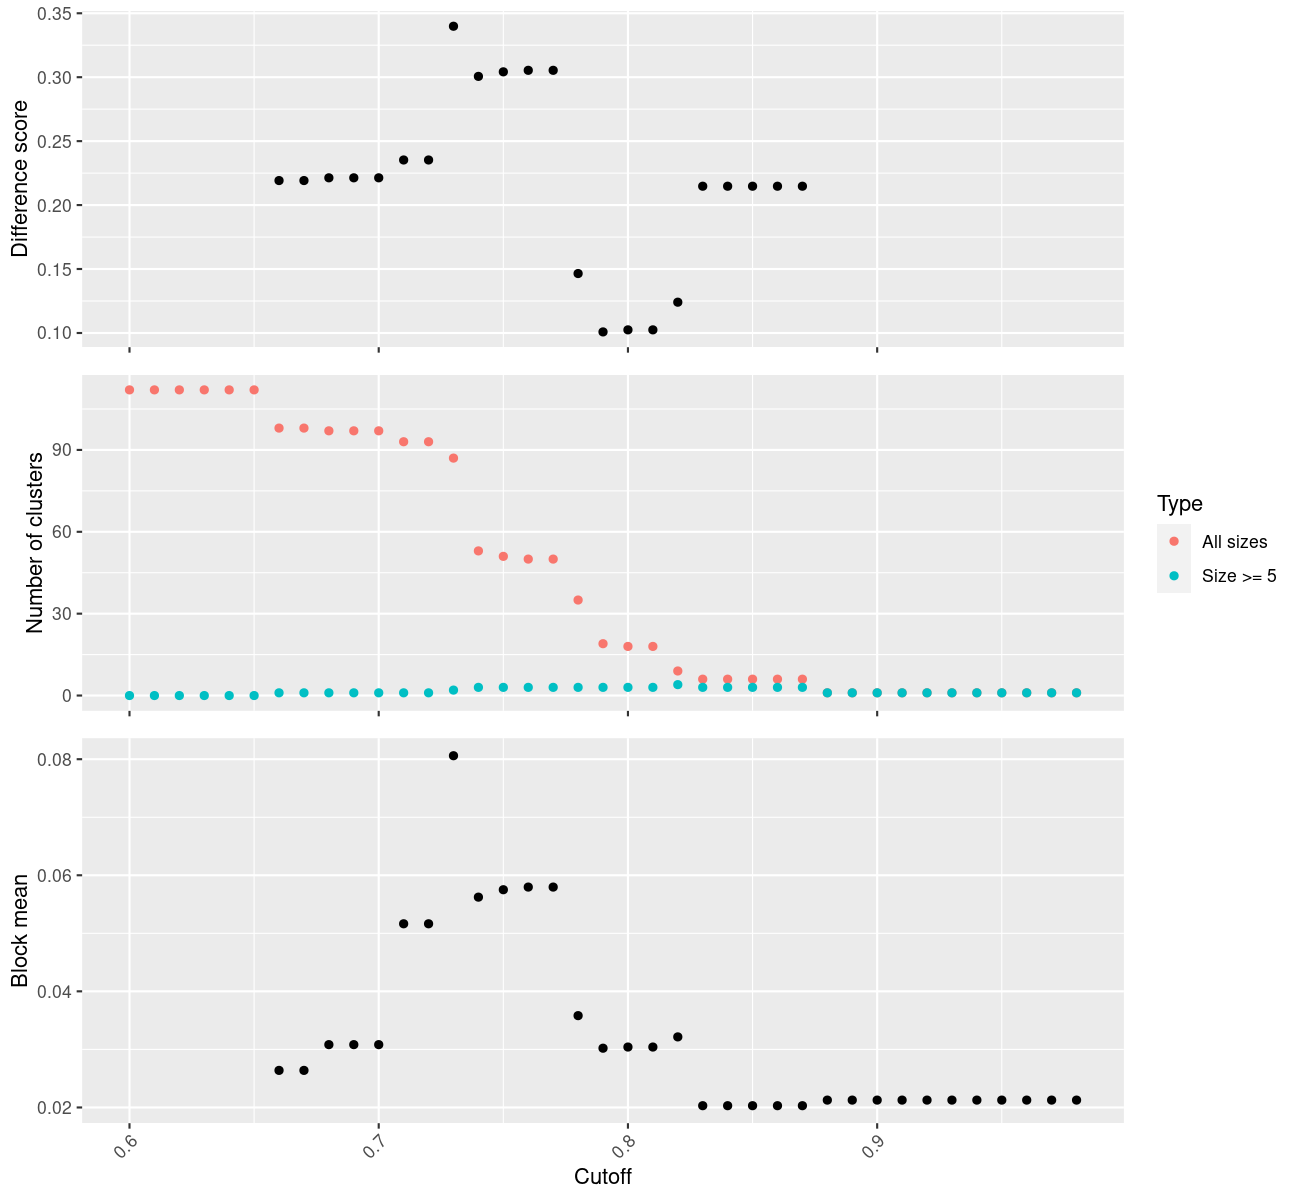 0.35
0.30
0.25
0.20
0.15
0.10
Difference score
90
60
30
0
Number of clusters
Type
All sizes
Size >= 5
0.08
0.06
0.04
0.02
Block mean
0.6
0.7
0.8
0.9
Cutoff